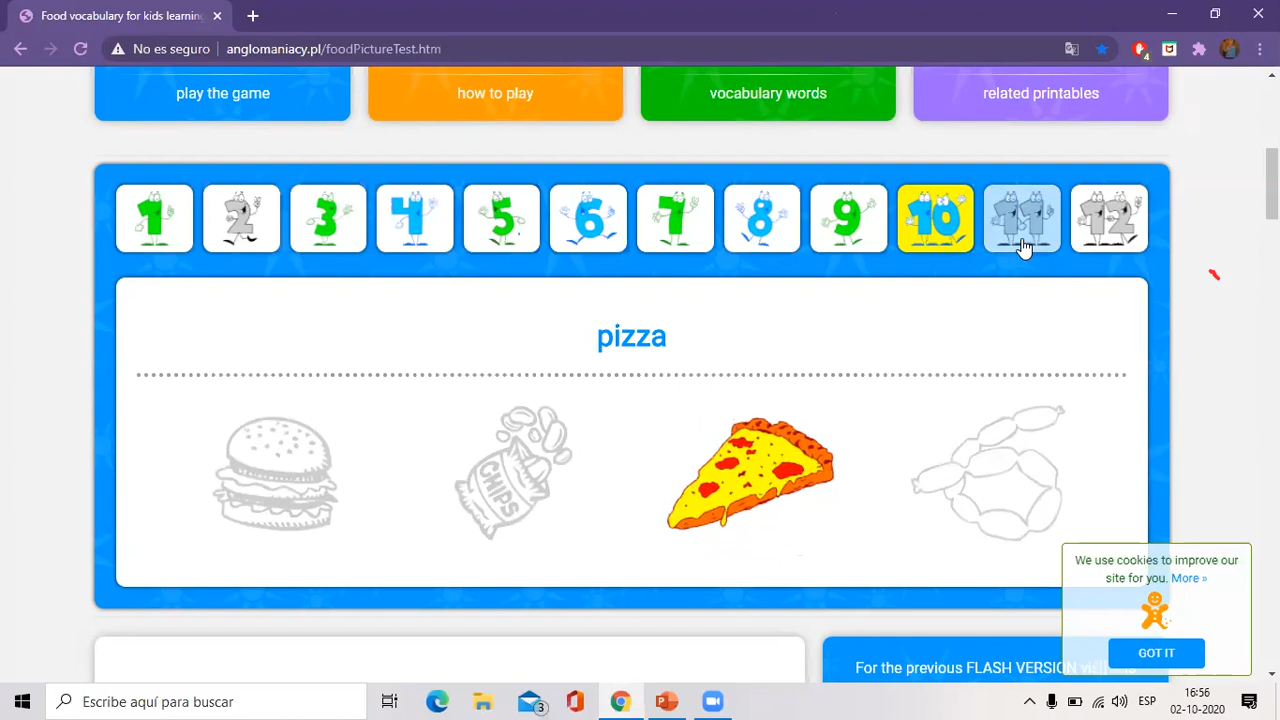 Food vocabulary for kids learning
No es seguro
anglomaniacy.pl/foodPictureTest.htm
4
play the game
how to play
vocabulary words
related printables
1 2 3 4 5 6 7 8 9 10 11 12
pizza
CHIPS
We use cookies to improve our
site for you. More »
GOT IT
For the previous FLASH VERSION
Escribe aquí para buscar
3
ESP
16:56
02-10-2020